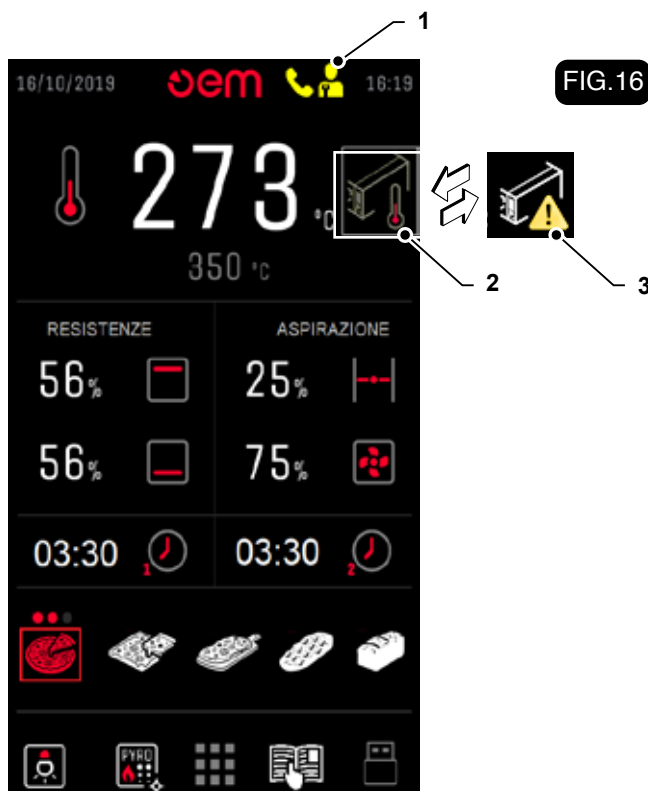 1
16/10/2019 oem 16:19
FIG.16
273 °C
350 °C
2
3
RESISTENZE ASPIRAZIONE
56% 25%
56% 75%
03:30 1 03:30 2
PYRO